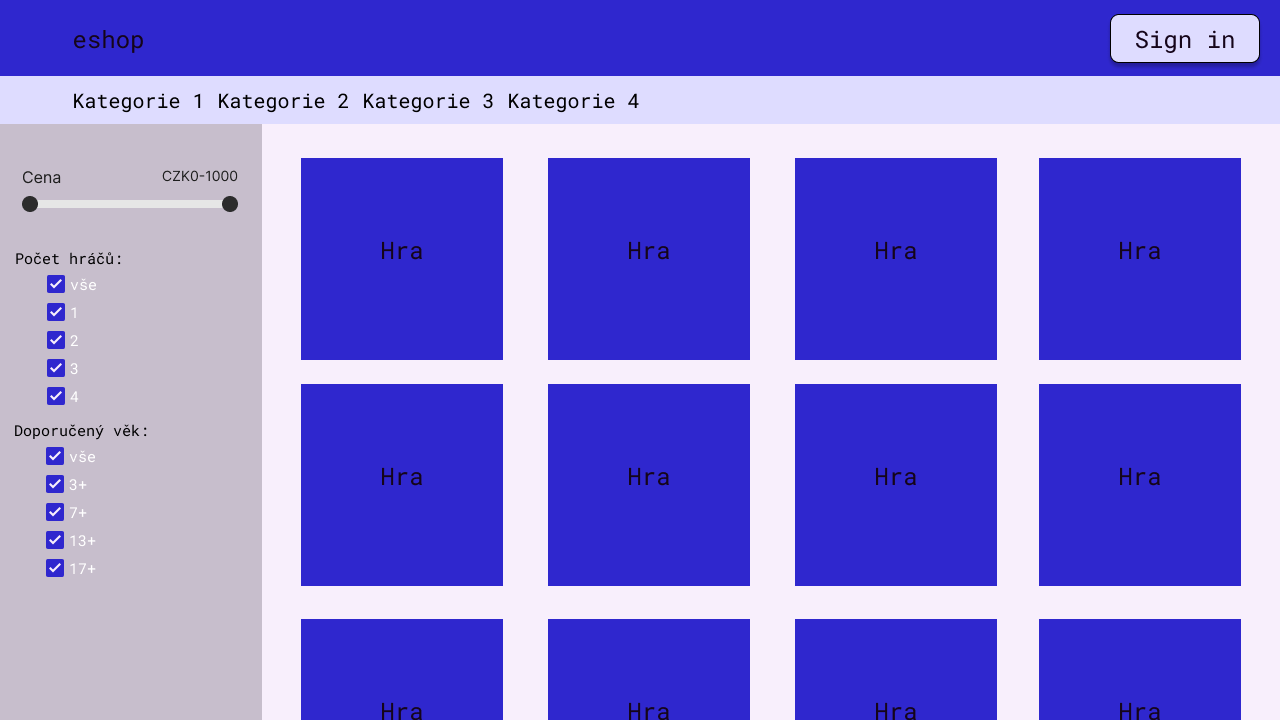 eshop
Sign in
Kategorie 1 Kategorie 2 Kategorie 3 Kategorie 4
Cena
CZK0-1000
Počet hráčů:
vše
1
2
3
4
Doporučený věk:
vše
3+
7+
13+
17+
Hra Hra Hra Hra
Hra Hra Hra Hra
Hra Hra Hra Hra